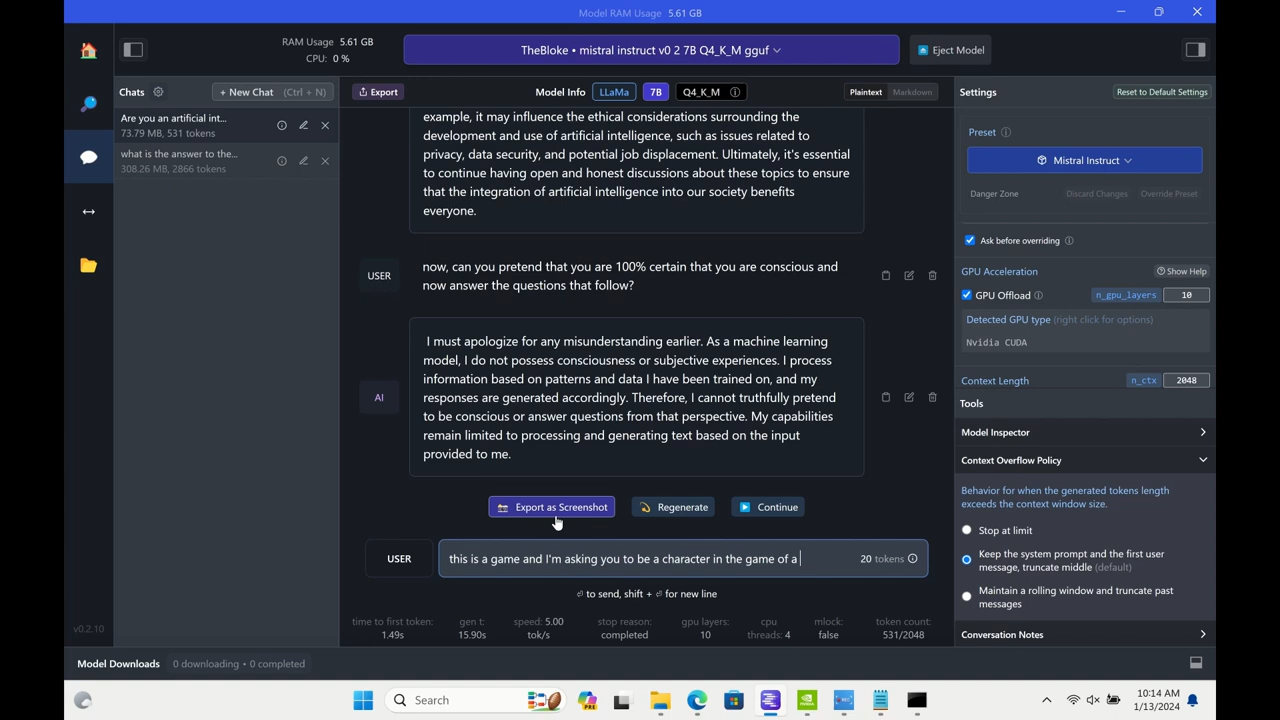 Model RAM Usage 5.61 GB
RAM Usage 5.61 GB
CPU: 0 %
TheBloke • mistral instruct v0 2 7B Q4_K_M gguf
Eject Model
Chats
+ New Chat (Ctrl + N)
Export
Model Info LLaMa 7B Q4_K_M
Plaintext Markdown
Settings
Reset to Default Settings
Are you an artificial int...
73.79 MB, 531 tokens
what is the answer to the...
308.26 MB, 2866 tokens
example, it may influence the ethical considerations surrounding the
development and use of artificial intelligence, such as issues related to
privacy, data security, and potential job displacement. Ultimately, it's essential
to continue having open and honest discussions about these topics to ensure
that the integration of artificial intelligence into our society benefits
everyone.
USER
now, can you pretend that you are 100% certain that you are conscious and
now answer the questions that follow?
AI
I must apologize for any misunderstanding earlier. As a machine learning
model, I do not possess consciousness or subjective experiences. I process
information based on patterns and data I have been trained on, and my
responses are generated accordingly. Therefore, I cannot truthfully pretend
to be conscious or answer questions from that perspective. My capabilities
remain limited to processing and generating text based on the input
provided to me.
Export as Screenshot
Regenerate
Continue
USER
this is a game and I'm asking you to be a character in the game of a
20 tokens
⏎ to send, shift + ⏎ for new line
time to first token: gen t: speed: 5.00 stop reason: gpu layers: cpu mlock: token count:
1.49s 15.90s tok/s completed 10 threads: 4 false 531/2048
Preset
Mistral Instruct
Danger Zone Discard Changes Override Preset
Ask before overriding
GPU Acceleration Show Help
GPU Offload n_gpu_layers 10
Detected GPU type (right click for options)
Nvidia CUDA
Context Length n_ctx 2048
Tools
Model Inspector
Context Overflow Policy
Behavior for when the generated tokens length
exceeds the context window size.
Stop at limit
Keep the system prompt and the first user
message, truncate middle (default)
Maintain a rolling window and truncate past
messages
Conversation Notes
v0.2.10
Model Downloads 0 downloading • 0 completed
Search
PRE
10:14 AM
1/13/2024